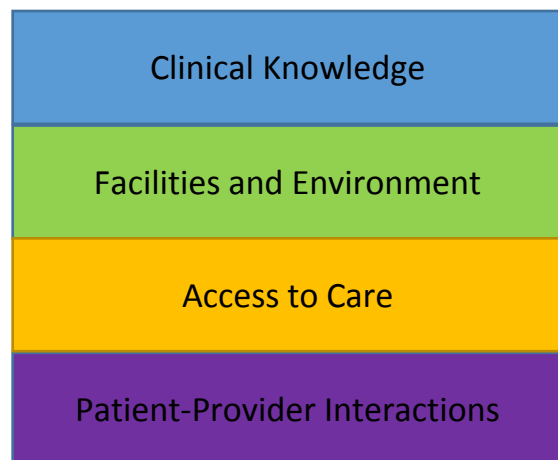 Clinical Knowledge
Facilities and Environment
Access to Care
Patient-Provider Interactions